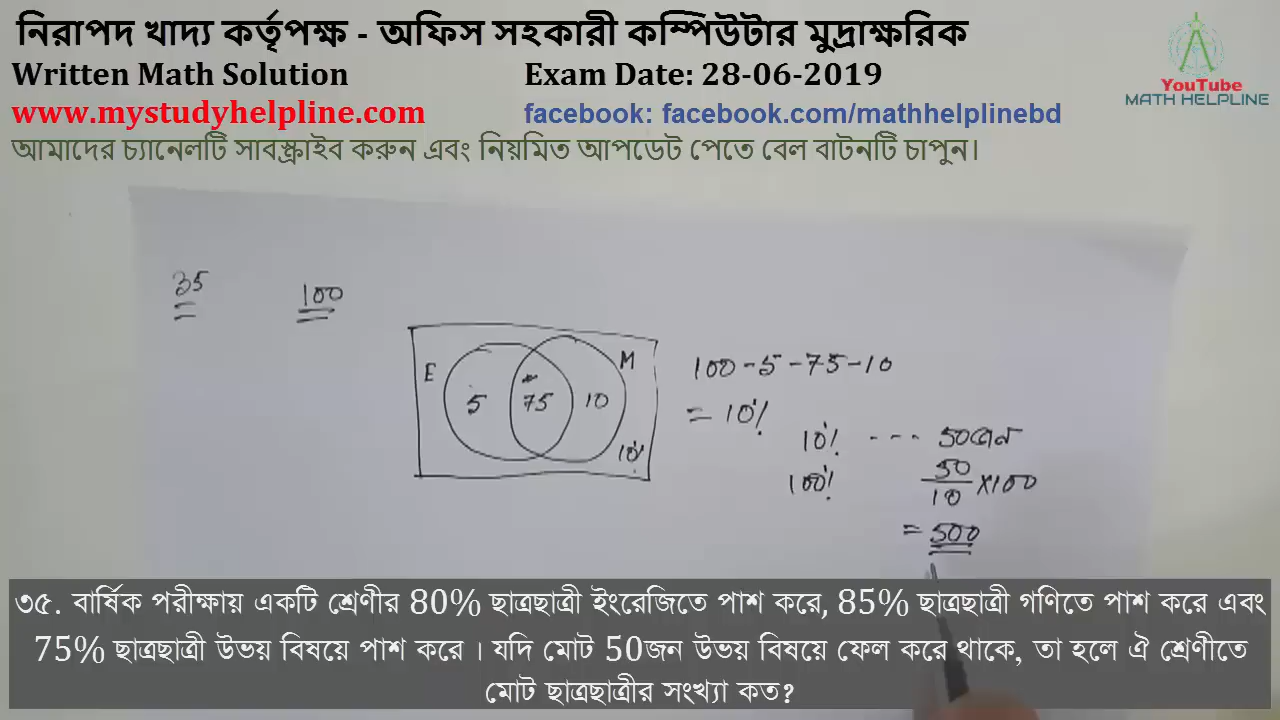 নিরাপদ খাদ্য কর্তৃপক্ষ - অফিস সহকারী কম্পিউটার মুদ্রাক্ষরিক
Written Math Solution Exam Date: 28-06-2019
www.mystudyhelpline.com facebook: facebook.com/mathhelplinebd
YouTube
MATH HELPLINE
আমাদের চ্যানেলটি সাবস্ক্রাইব করুন এবং নিয়মিত আপডেট পেতে বেল বাটনটি চাপুন।
35 100
E M
5 75 10
10%
100-5-75-10
= 10%
10% --- 50জন
100% 50/10 ×100
= 500
৩৫. বার্ষিক পরীক্ষায় একটি শ্রেণীর 80% ছাত্রছাত্রী ইংরেজিতে পাশ করে, 85% ছাত্রছাত্রী গণিতে পাশ করে এবং
75% ছাত্রছাত্রী উভয় বিষয়ে পাশ করে । যদি মোট 50জন উভয় বিষয়ে ফেল করে থাকে, তা হলে ঐ শ্রেণীতে
মোট ছাত্রছাত্রীর সংখ্যা কত?